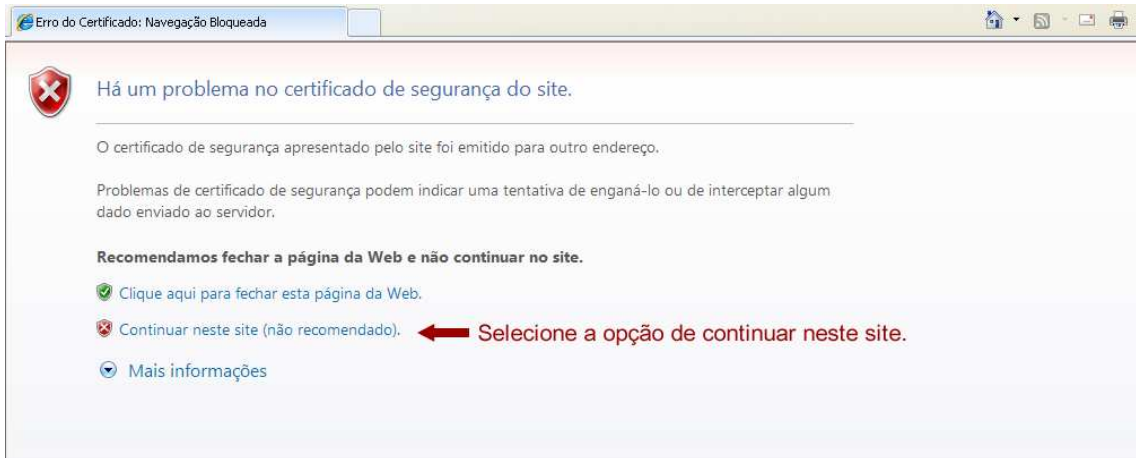 Erro do Certificado: Navegação Bloqueada
Há um problema no certificado de segurança do site.
O certificado de segurança apresentado pelo site foi emitido para outro endereço.
Problemas de certificado de segurança podem indicar uma tentativa de enganá-lo ou de interceptar algum
dado enviado ao servidor.
Recomendamos fechar a página da Web e não continuar no site.
Clique aqui para fechar esta página da Web.
Continuar neste site (não recomendado).
Selecione a opção de continuar neste site.
Mais informações